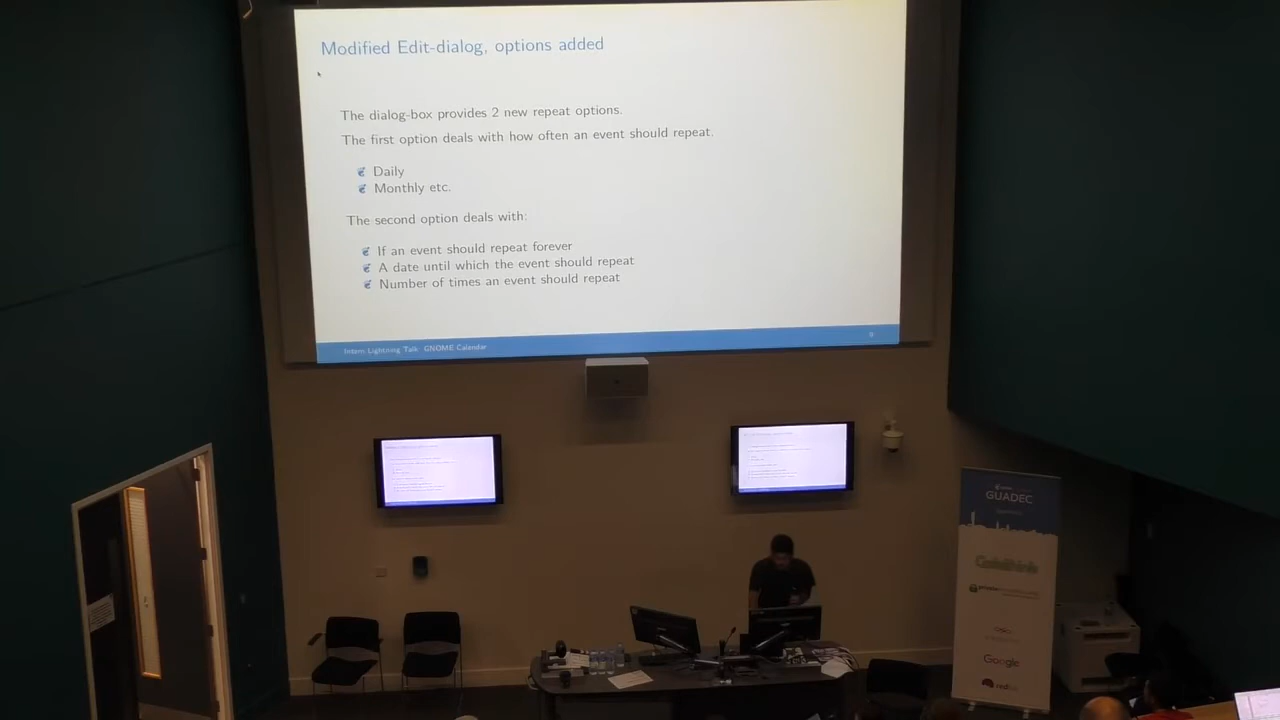 Modified Edit-dialog, options added
The dialog-box provides 2 new repeat options.
The first option deals with how often an event should repeat.
Daily
Monthly etc.
The second option deals with:
If an event should repeat forever
A date until which the event should repeat
Number of times an event should repeat
Intern Lightning Talk GNOME Calendar
9
GUADEC
Codethink
Google